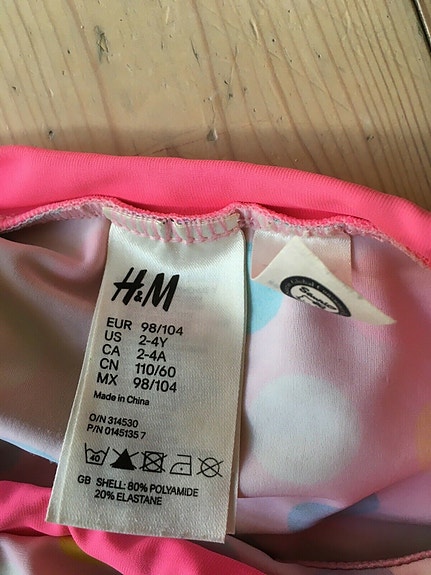 H&M
EUR 98/104
US 2-4Y
CA 2-4A
CN 110/60
MX 98/104
Made in China
O/N 314530
P/N 0145135 7
40
GB SHELL: 80% POLYAMIDE
20% ELASTANE